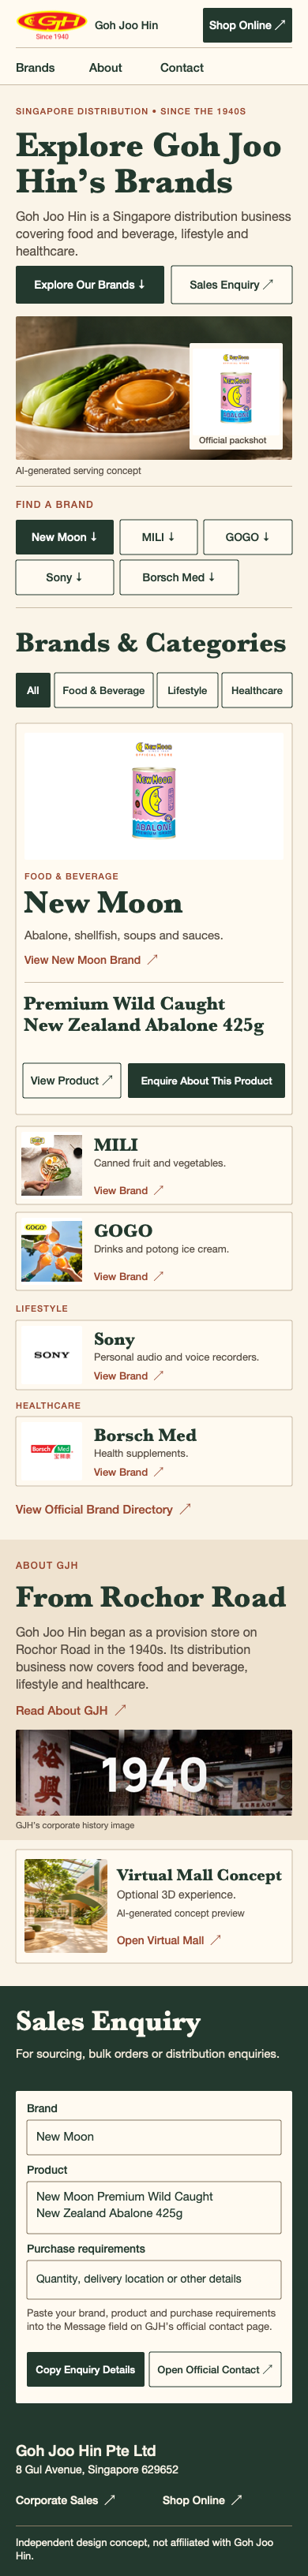 GH
Since 1940
Goh Joo Hin
Shop Online ↗
Brands
About
Contact
SINGAPORE DISTRIBUTION • SINCE THE 1940S
Explore Goh Joo
Hin’s Brands
Goh Joo Hin is a Singapore distribution business
covering food and beverage, lifestyle and
healthcare.
Explore Our Brands ↓
Sales Enquiry ↗
New Moon
New Moon
ABALONE
Official packshot
AI-generated serving concept
FIND A BRAND
New Moon ↓
MILI ↓
GOGO ↓
Sony ↓
Borsch Med ↓
Brands & Categories
All
Food & Beverage
Lifestyle
Healthcare
New Moon
OFFICIAL STORE
New Moon
ABALONE
FOOD & BEVERAGE
New Moon
Abalone, shellfish, soups and sauces.
View New Moon Brand ↗
Premium Wild Caught
New Zealand Abalone 425g
View Product ↗
Enquire About This Product
MILI
Canned fruit and vegetables.
View Brand ↗
GOGO
GOGO
Drinks and potong ice cream.
View Brand ↗
LIFESTYLE
SONY
Sony
Personal audio and voice recorders.
View Brand ↗
HEALTHCARE
Borsch Med
宝树康
Borsch Med
Health supplements.
View Brand ↗
View Official Brand Directory ↗
ABOUT GJH
From Rochor Road
Goh Joo Hin began as a provision store on
Rochor Road in the 1940s. Its distribution
business now covers food and beverage,
lifestyle and healthcare.
Read About GJH ↗
裕興
1940
GJH’s corporate history image
Virtual Mall Concept
Optional 3D experience.
AI-generated concept preview
Open Virtual Mall ↗
Sales Enquiry
For sourcing, bulk orders or distribution enquiries.
Brand
New Moon
Product
New Moon Premium Wild Caught
New Zealand Abalone 425g
Purchase requirements
Quantity, delivery location or other details
Paste your brand, product and purchase requirements
into the Message field on GJH’s official contact page.
Copy Enquiry Details
Open Official Contact ↗
Goh Joo Hin Pte Ltd
8 Gul Avenue, Singapore 629652
Corporate Sales ↗
Shop Online ↗
Independent design concept, not affiliated with Goh Joo
Hin.